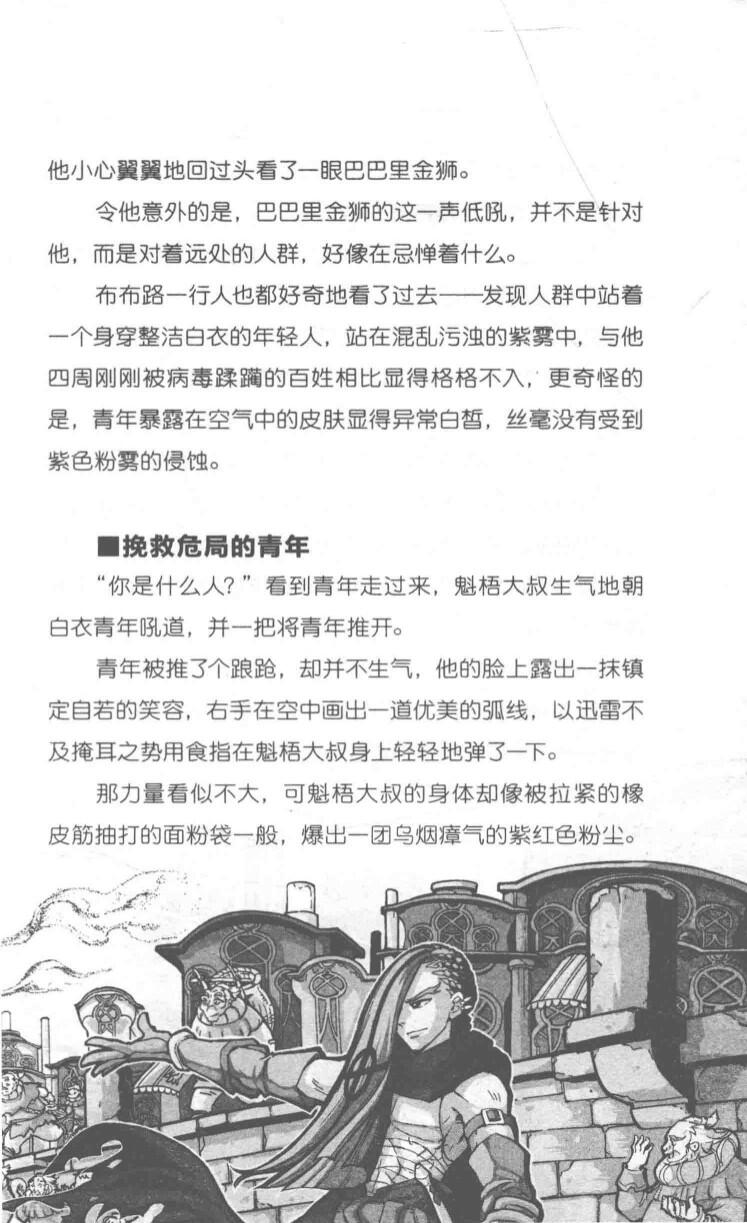 他小心翼翼地回过头看了一眼巴巴里金狮。
令他意外的是，巴巴里金狮的这一声低吼，并不是针对
他，而是对着远处的人群，好像在忌惮着什么。
布布路一行人也都好奇地看了过去——发现人群中站着
一个身穿整洁白衣的年轻人，站在混乱污浊的紫雾中，与他
四周刚刚被病毒蹂躏的百姓相比显得格格不入，更奇怪的
是，青年暴露在空气中的皮肤显得异常白皙，丝毫没有受到
紫色粉雾的侵蚀。
■挽救危局的青年
“你是什么人？”看到青年走过来，魁梧大叔生气地朝
白衣青年吼道，并一把将青年推开。
青年被推了个踉跄，却并不生气，他的脸上露出一抹镇
定自若的笑容，右手在空中画出一道优美的弧线，以迅雷不
及掩耳之势用食指在魁梧大叔身上轻轻地弹了一下。
那力量看似不大，可魁梧大叔的身体却像被拉紧的橡
皮筋抽打的面粉袋一般，爆出一团乌烟瘴气的紫红色粉尘。